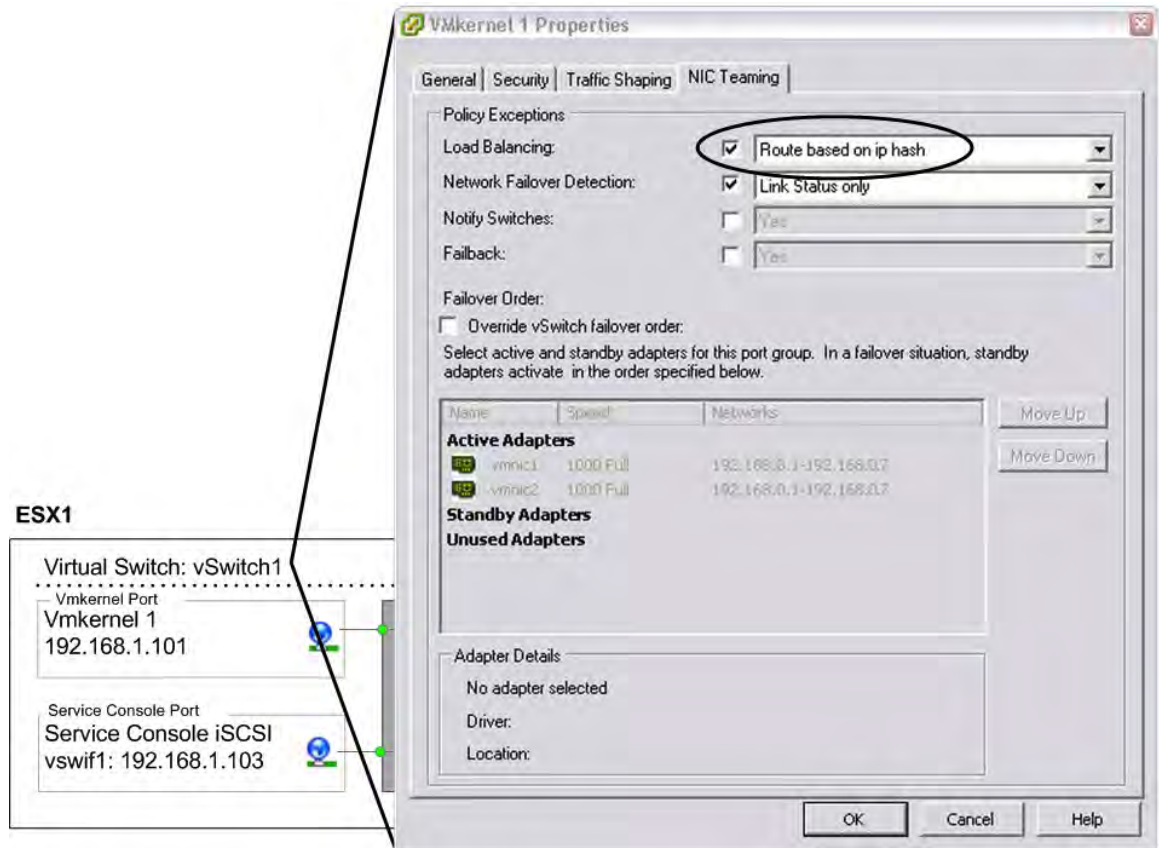 VMkernel 1 Properties
General Security Traffic Shaping NIC Teaming
Policy Exceptions
Load Balancing: Route based on ip hash
Network Failover Detection: Link Status only
Notify Switches: Yes
Failback: Yes
Failover Order:
Override vSwitch failover order:
Select active and standby adapters for this port group. In a failover situation, standby
adapters activate in the order specified below.
Name Speed Networks
Move Up
Active Adapters
Move Down
vmnic1 1000 Full 192.168.0.1-192.168.0.7
vmnic2 1000 Full 192.168.0.1-192.168.0.7
Standby Adapters
Unused Adapters
Adapter Details
No adapter selected
Driver:
Location:
OK Cancel Help
ESX1
Virtual Switch: vSwitch1
Vmkernel Port
Vmkernel 1
192.168.1.101
Service Console Port
Service Console iSCSI
vswif1: 192.168.1.103